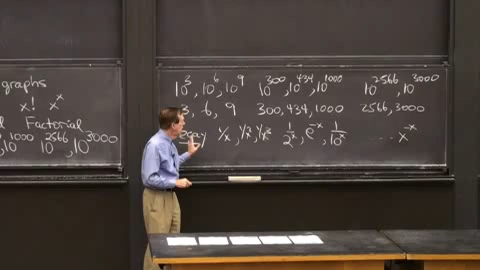 graphs
x! x^x
Factorial
10^1000 10^2566, 10^3000
10^3, 10^6, 10^9 10^300, 10^434, 10^1000 10^2566, 10^3000
3, 6, 9 300, 434, 1000 2566, 3000
1/x, 1/x², 1/x³ 1/2^x, e^-x, 1/10^x ... x^-x